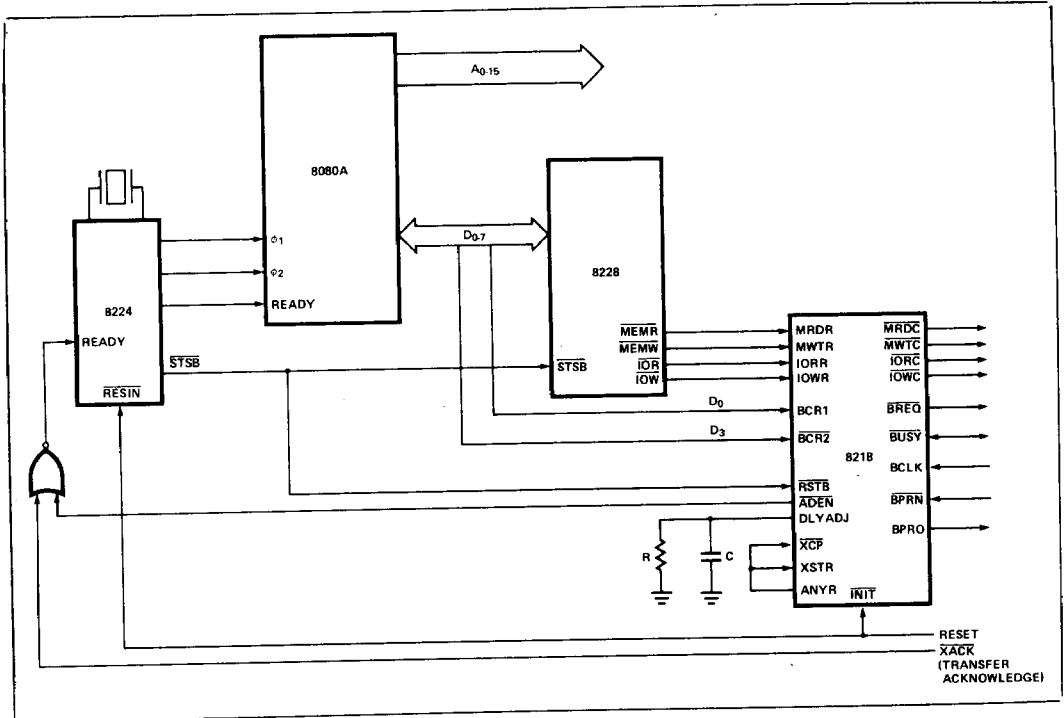 A0-15
8080A
D0-7
8228
8224
ϕ1
ϕ2
READY
READY
STSB
RESIN
MEMR
MEMW
IOR
IOW
STSB
D0
D3
MRDR
MWTR
IORR
IOWR
BCR1
BCR2
8218
RSTB
ADEN
DLYADJ
XCP
XSTR
ANYR
INIT
MRDC
MWTC
IORC
IOWC
BREQ
BUSY
BCLK
BPRN
BPRO
R
C
RESET
XACK
(TRANSFER
ACKNOWLEDGE)